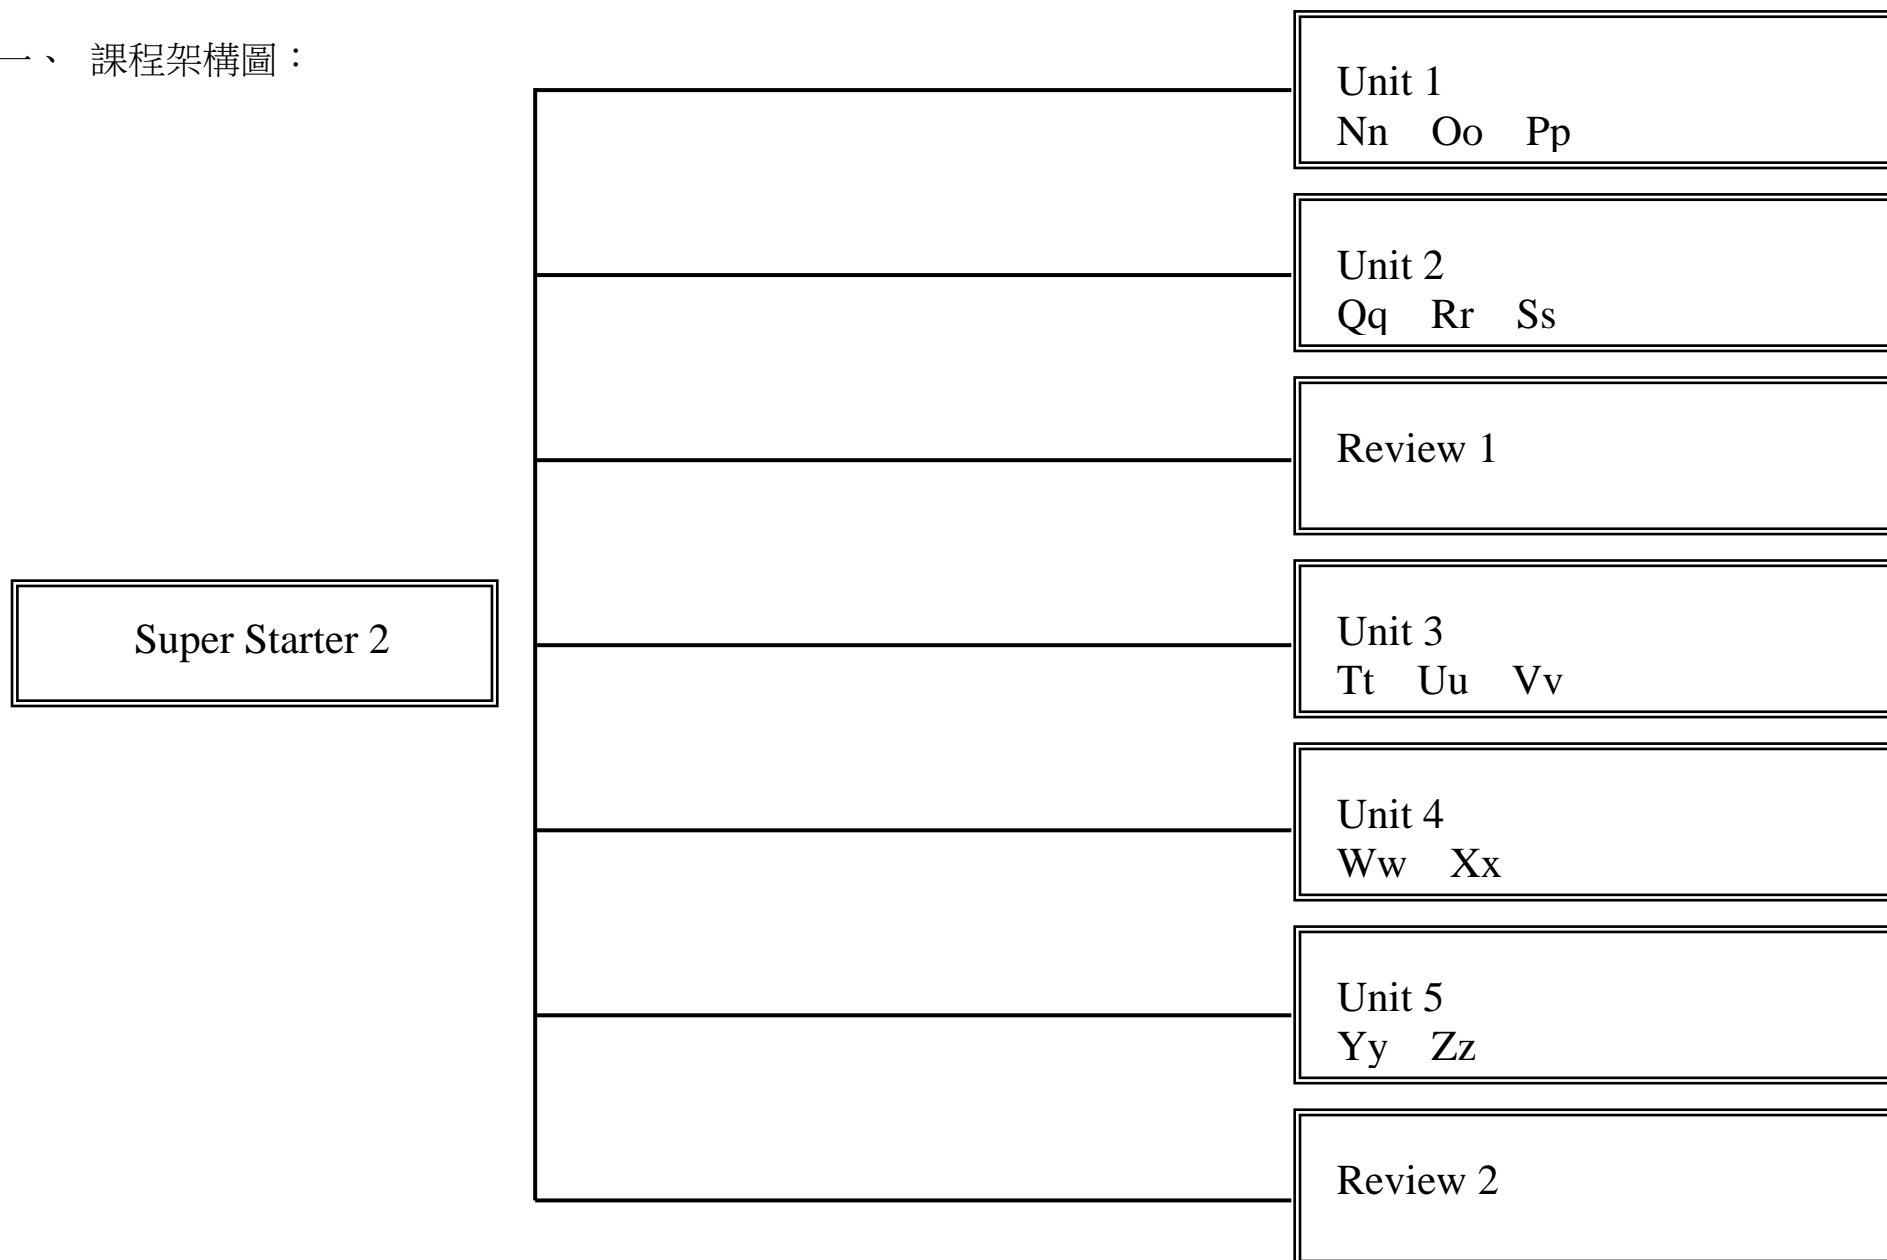 一、 課程架構圖：
Unit 1
Nn Oo Pp
Unit 2
Qq Rr Ss
Review 1
Super Starter 2
Unit 3
Tt Uu Vv
Unit 4
Ww Xx
Unit 5
Yy Zz
Review 2